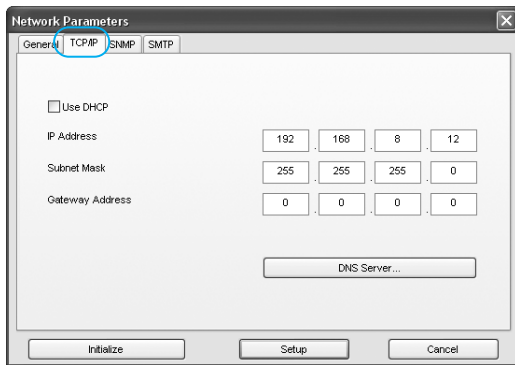 Network Parameters
General TCP/IP SNMP SMTP
Use DHCP
IP Address 192 . 168 . 8 . 12
Subnet Mask 255 . 255 . 255 . 0
Gateway Address 0 . 0 . 0 . 0
DNS Server...
Initialize Setup Cancel